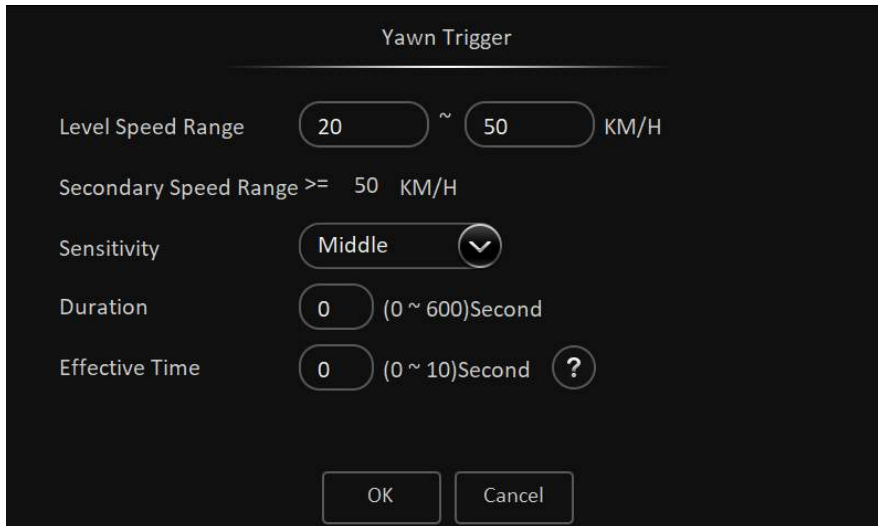 Yawn Trigger
Level Speed Range 20 ~ 50 KM/H
Secondary Speed Range >= 50 KM/H
Sensitivity Middle
Duration 0 (0 ~ 600)Second
Effective Time 0 (0 ~ 10)Second ?
OK Cancel